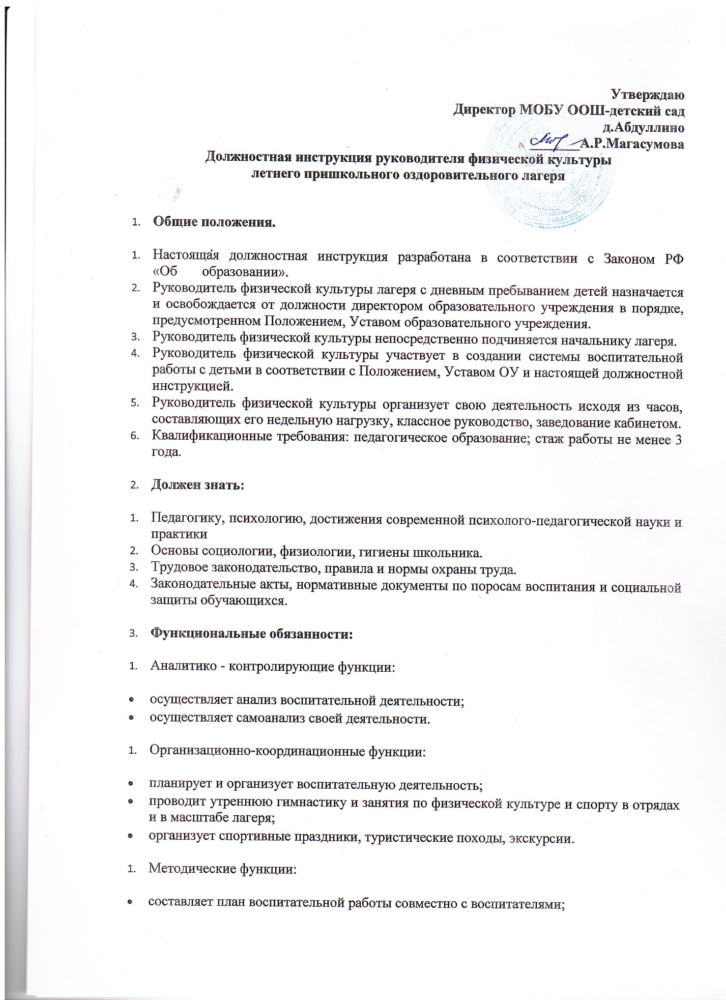 Утверждаю
Директор МОБУ ООШ-детский сад
д.Абдуллино
_______А.Р.Магасумова
Должностная инструкция руководителя физической культуры
летнего пришкольного оздоровительного лагеря
1. Общие положения.
1. Настоящая должностная инструкция разработана в соответствии с Законом РФ
«Об образовании».
2. Руководитель физической культуры лагеря с дневным пребыванием детей назначается
и освобождается от должности директором образовательного учреждения в порядке,
предусмотренном Положением, Уставом образовательного учреждения.
3. Руководитель физической культуры непосредственно подчиняется начальнику лагеря.
4. Руководитель физической культуры участвует в создании системы воспитательной
работы с детьми в соответствии с Положением, Уставом ОУ и настоящей должностной
инструкцией.
5. Руководитель физической культуры организует свою деятельность исходя из часов,
составляющих его недельную нагрузку, классное руководство, заведование кабинетом.
6. Квалификационные требования: педагогическое образование; стаж работы не менее 3
года.
2. Должен знать:
1. Педагогику, психологию, достижения современной психолого-педагогической науки и
практики
2. Основы социологии, физиологии, гигиены школьника.
3. Трудовое законодательство, правила и нормы охраны труда.
4. Законодательные акты, нормативные документы по поросам воспитания и социальной
защиты обучающихся.
3. Функциональные обязанности:
1. Аналитико - контролирующие функции:
• осуществляет анализ воспитательной деятельности;
• осуществляет самоанализ своей деятельности.
1. Организационно-координационные функции:
• планирует и организует воспитательную деятельность;
• проводит утреннюю гимнастику и занятия по физической культуре и спорту в отрядах
и в масштабе лагеря;
• организует спортивные праздники, туристические походы, экскурсии.
1. Методические функции:
• составляет план воспитательной работы совместно с воспитателями;